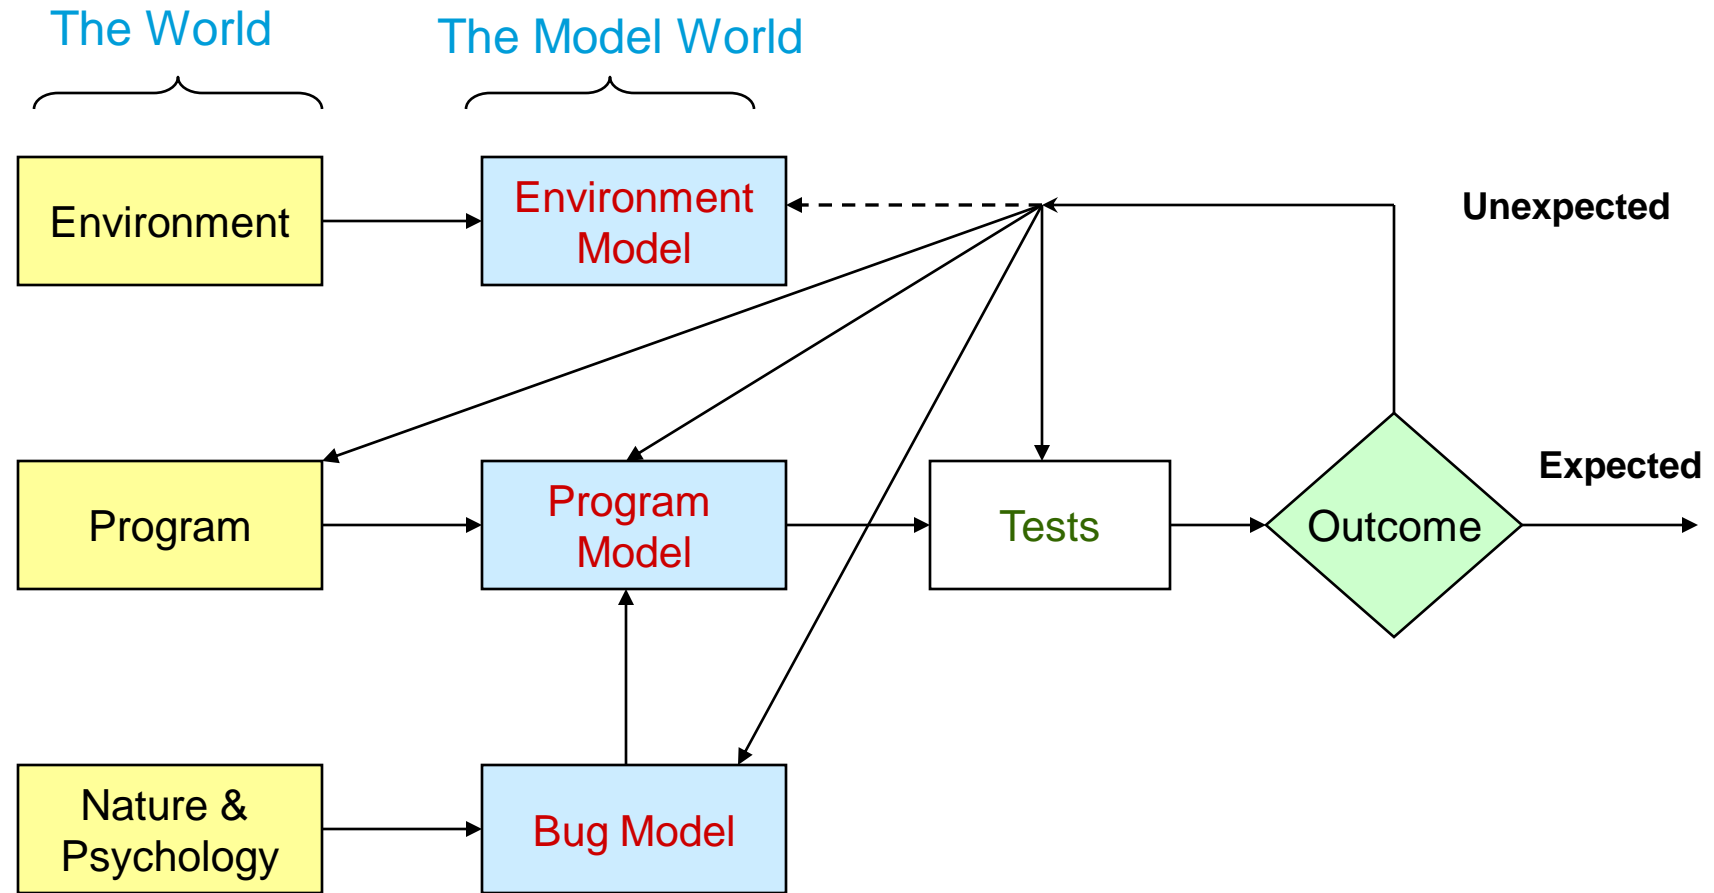 The World
The Model World
Environment
Environment
Model
Unexpected
Program
Program
Model
Tests
Outcome
Expected
Nature &
Psychology
Bug Model